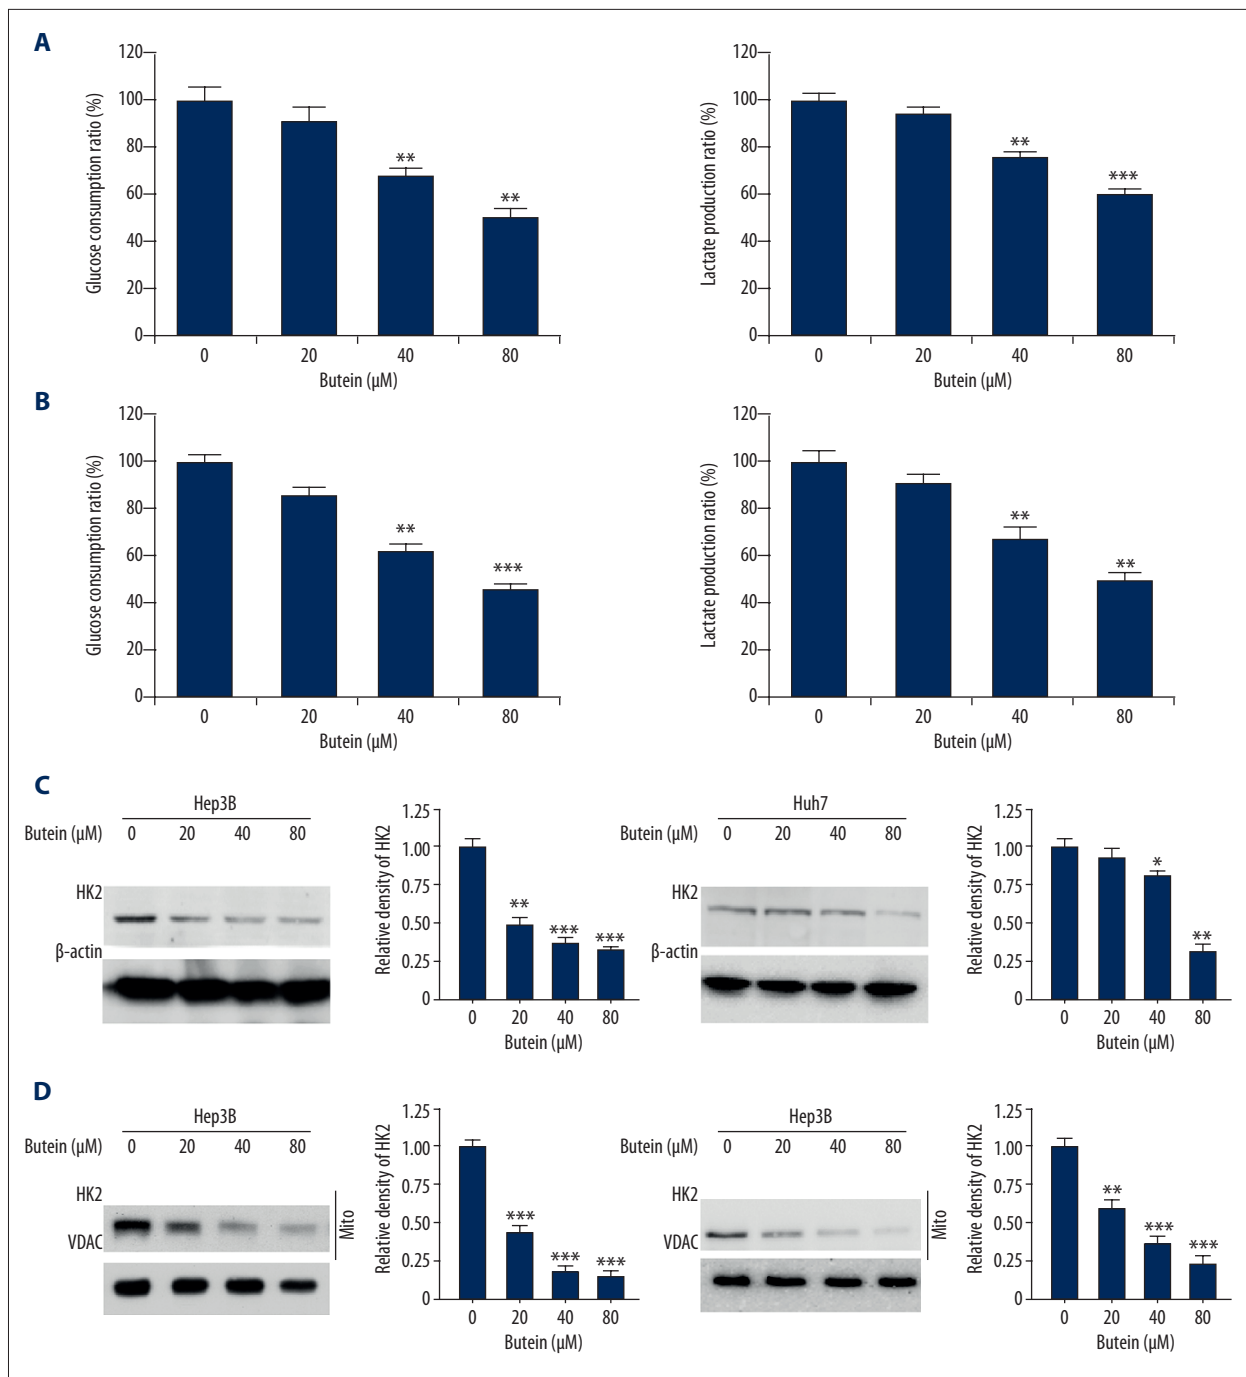 A
Glucose consumption ratio (%)
120
100
80
60
40
20
0
**
**
0 20 40 80
Butein (µM)
Lactate production ratio (%)
120
100
80
60
40
20
0
**
***
0 20 40 80
Butein (µM)
B
Glucose consumption ratio (%)
120
100
80
60
40
20
0
**
***
0 20 40 80
Butein (µM)
Lactate production ratio (%)
120
100
80
60
40
20
0
**
**
0 20 40 80
Butein (µM)
C
Hep3B
Butein (µM) 0 20 40 80
HK2
β-actin
Relative density of HK2
1.25
1.00
0.75
0.50
0.25
0
**
***
***
0 20 40 80
Butein (µM)
Huh7
Butein (µM) 0 20 40 80
HK2
β-actin
Relative density of HK2
1.25
1.00
0.75
0.50
0.25
0
*
**
0 20 40 80
Butein (µM)
D
Hep3B
Butein (µM) 0 20 40 80
HK2
VDAC
Mito
Relative density of HK2
1.25
1.00
0.75
0.50
0.25
0
***
***
***
0 20 40 80
Butein (µM)
Hep3B
Butein (µM) 0 20 40 80
HK2
VDAC
Mito
Relative density of HK2
1.25
1.00
0.75
0.50
0.25
0
**
***
***
0 20 40 80
Butein (µM)